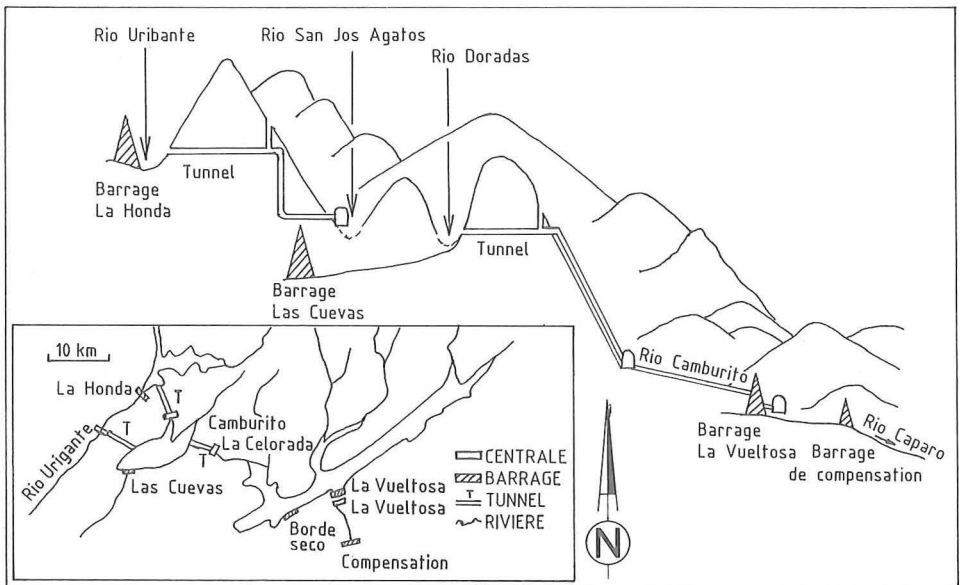 Rio Uribante
Rio San Jos Agatos
Rio Doradas
Tunnel
Barrage
La Honda
Tunnel
Barrage
Las Cuevas
Rio Camburito
Barrage
La Vueltosa
Barrage
de compensation
Rio Caparo
10 km
La Honda
T
T
T
Camburito
La Celorada
Rio Urigante
Las Cuevas
La Vueltosa
La Vueltosa
Borde
seco
Compensation
CENTRALE
BARRAGE
T TUNNEL
RIVIERE
N